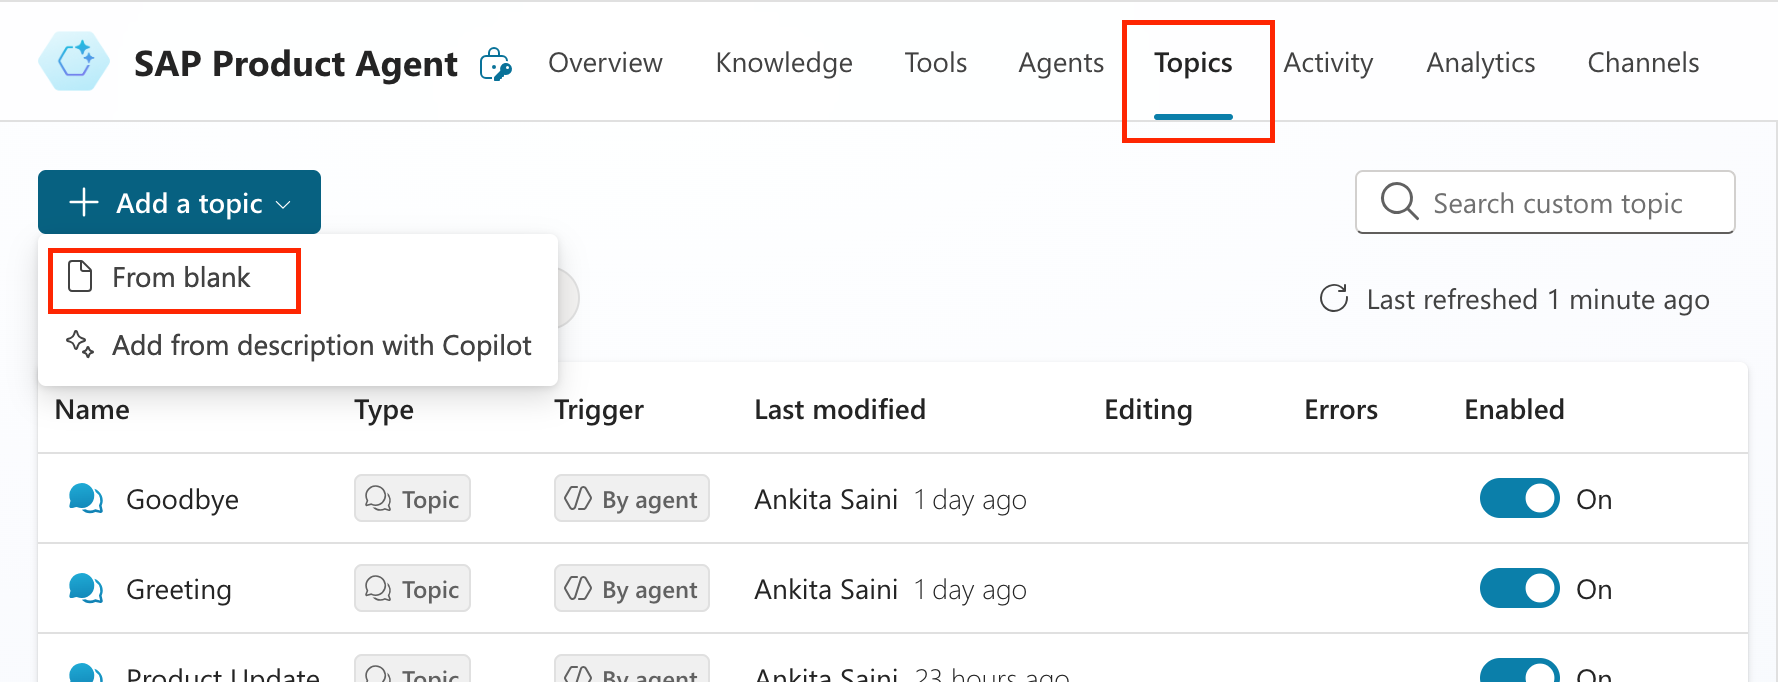 SAP Product Agent Overview Knowledge Tools Agents Topics Activity Analytics Channels
Add a topic
Search custom topic
From blank
Last refreshed 1 minute ago
Add from description with Copilot
Name Type Trigger Last modified Editing Errors Enabled
Goodbye Topic By agent Ankita Saini 1 day ago On
Greeting Topic By agent Ankita Saini 1 day ago On
Product Update Topic By agent Ankita Saini 23 hours ago On